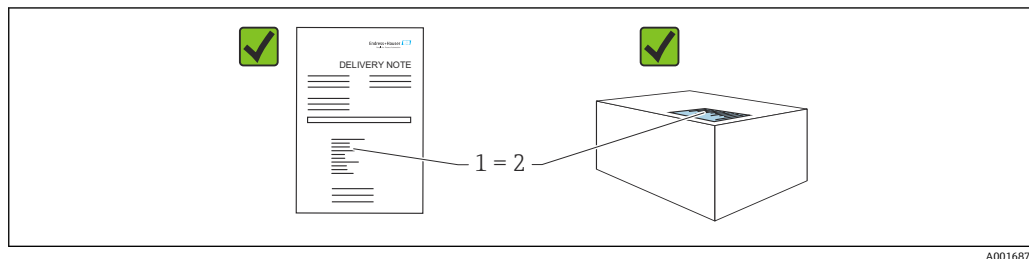 Endress+Hauser
DELIVERY NOTE
1 = 2
A001687